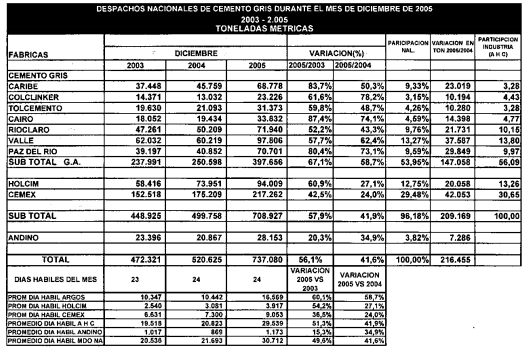 DESPACHOS NACIONALES DE CEMENTO GRIS DURANTE EL MES DE DICIEMBRE DE 2005
2003 - 2.005
TONELADAS METRICAS
FABRICAS DICIEMBRE VARIACION(%) PARICIPACION NAL. VARIACION EN TON 2005/2004 PARTICIPCION INDUSTRIA (A H C)
2003 2004 2005 2005/2003 2005/2004
CEMENTO GRIS
CARIBE 37.448 45.759 68.778 83,7% 50,3% 9,33% 23.019 3,28
COLCLINKER 14.371 13.032 23.226 61,6% 78,2% 3,15% 10.194 4,43
TOLCEMENTO 19.630 21.093 31.373 59,8% 48,7% 4,26% 10.280 3,28
CAIRO 18.052 19.434 33.832 87,4% 74,1% 4,59% 14.398 4,77
RIOCLARO 47.261 50.209 71.940 52,2% 43,3% 9,76% 21.731 10,15
VALLE 62.032 60.219 97.806 57,7% 62,4% 13,27% 37.587 13,80
PAZ DEL RIO 39.197 40.852 70.701 80,4% 73,1% 9,59% 29.849 9,97
SUB TOTAL G.A. 237.991 250.598 397.656 67,1% 58,7% 53,95% 147.058 56,09
HOLCIM 58.416 73.951 94.009 60,9% 27,1% 12,75% 20.058 13,26
CEMEX 152.518 175.209 217.262 42,5% 24,0% 29,48% 42.053 30,65
SUB TOTAL 448.925 499.758 708.927 57,9% 41,9% 96,18% 209.169 100,00
ANDINO 23.396 20.867 28.153 20,3% 34,9% 3,82% 7.286
TOTAL 472.321 520.625 737.080 56,1% 41,6% 100,00% 216.455
DIAS HABILES DEL MES 23 24 24 VARIACION 2005 VS 2003 VARIACION 2005 VS 2004
PROM DIA HABIL ARGOS 10.347 10.442 16.569 60,1% 58,7%
PROM DIA HABIL HOLCIM 2.540 3.081 3.917 54,2% 27,1%
PROM DIA HABIL CEMEX 6.631 7.300 9.053 36,5% 24,0%
PROMEDIO DIA HABIL A H C 19.518 20.823 29.539 51,3% 41,9%
PROMEDIO DIA HABIL ANDINO 1.017 869 1.173 15,3% 34,9%
PROMEDIO DIA HABIL MDO NA 20.536 21.693 30.712 49,6% 41,6%